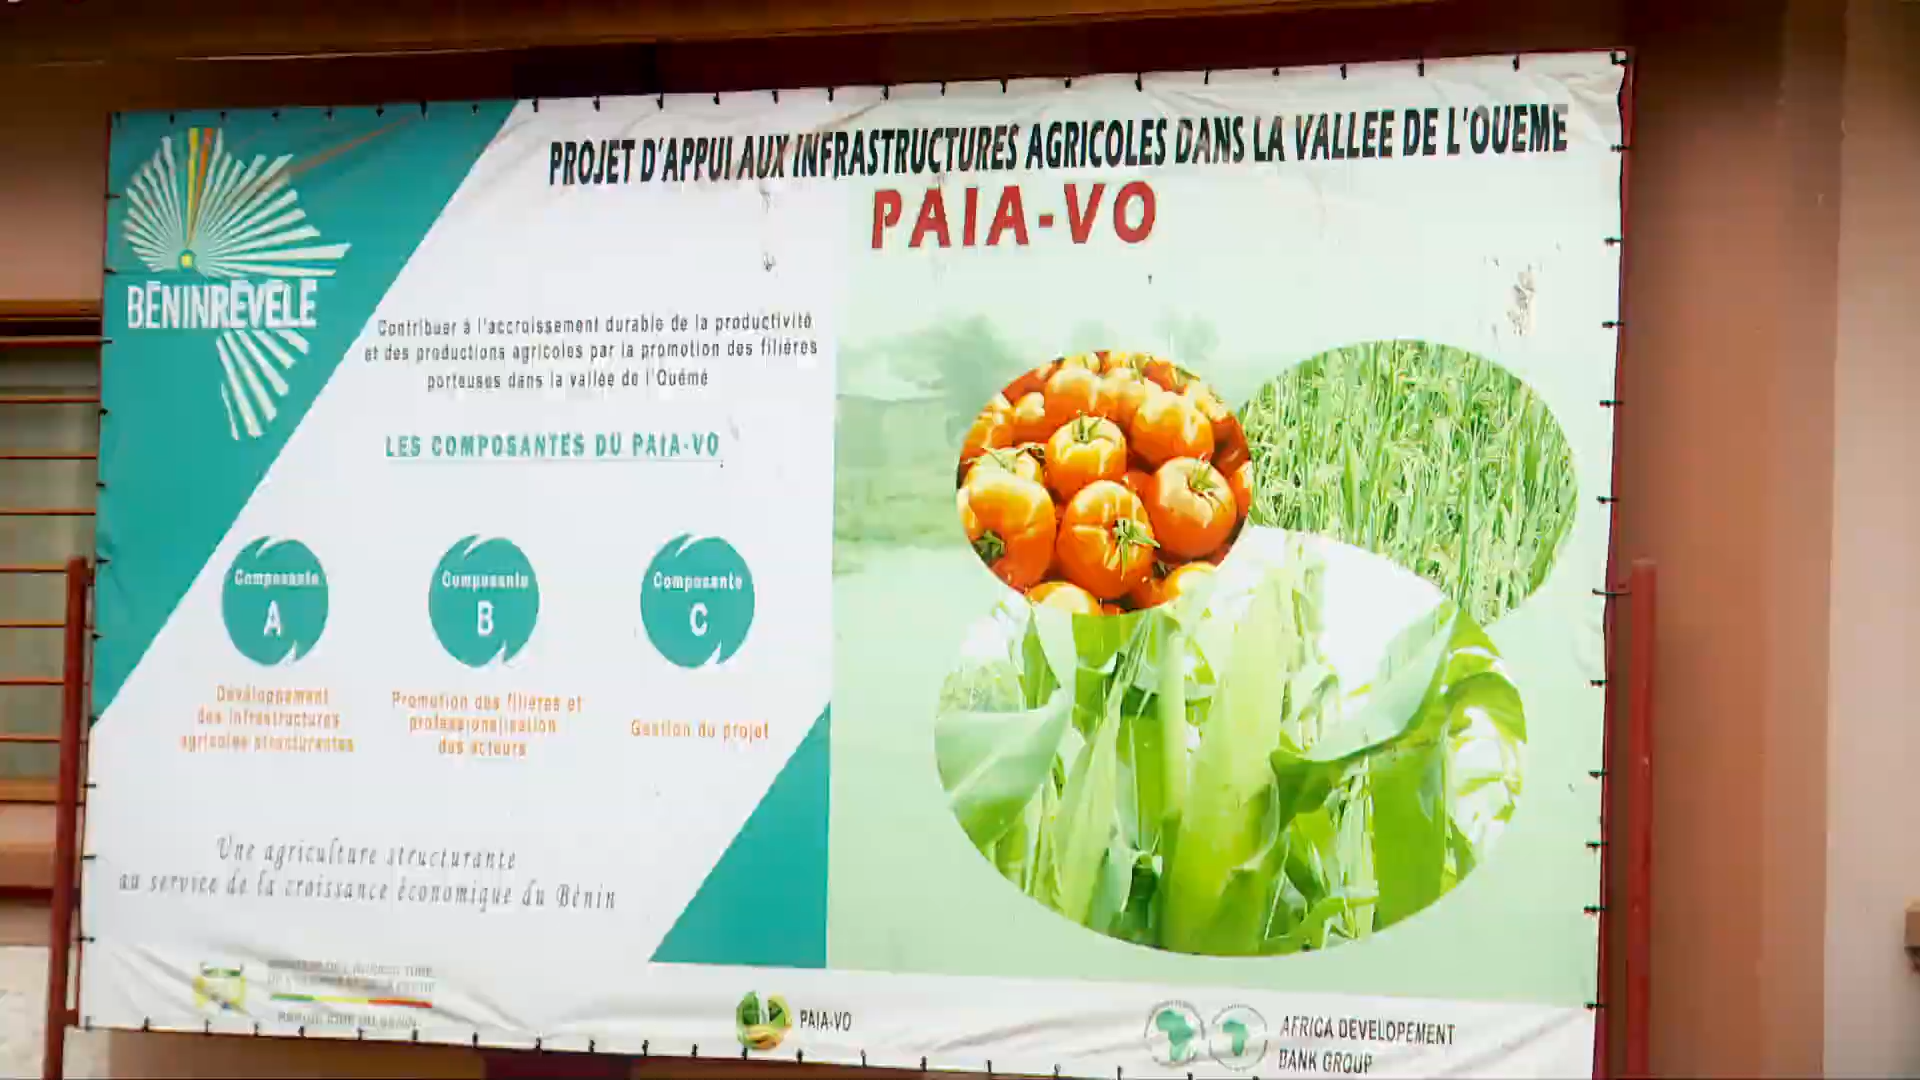 PROJET D'APPUI AUX INFRASTRUCTURES AGRICOLES DANS LA VALLEE DE L'OUEME
PAIA-VO
BENINREVELE
Contribuer à l'accroissement durable de la productivité
et des productions agricoles par la promotion des filières
porteuses dans la vallée de l'Ouémé
LES COMPOSANTES DU PAIA-VO
Composante
A
Composante
B
Composante
C
Développement
des infrastructures
agricoles structurantes
Promotion des filières et
professionalisation
des acteurs
Gestion du projet
Une agriculture structurante
au service de la croissance économique du Bénin
PAIA-VO
AFRICA DEVELOPEMENT
BANK GROUP